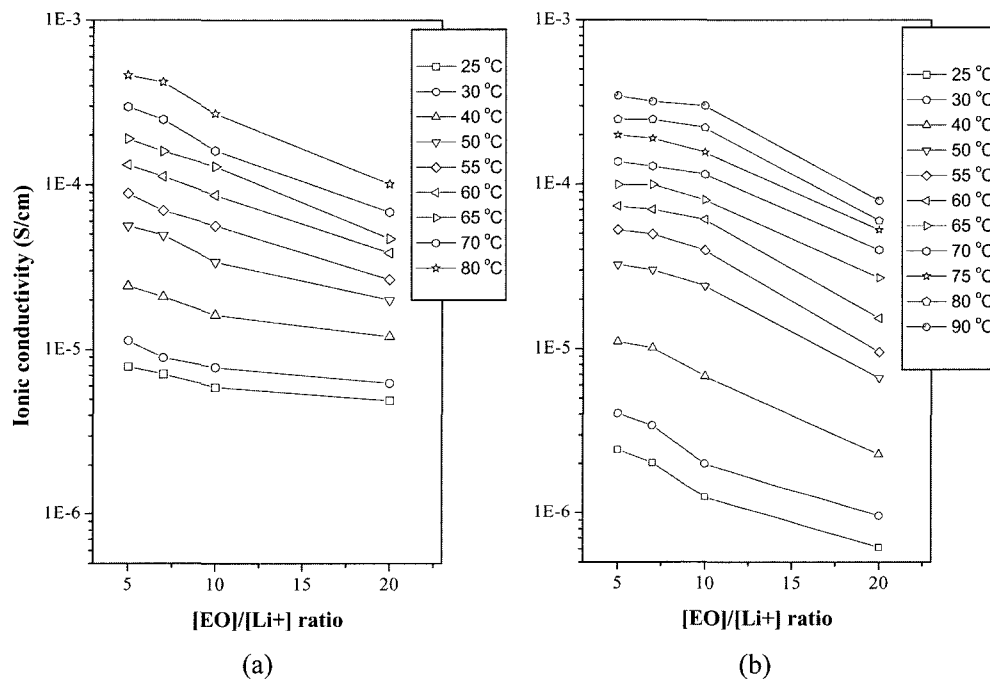 1E-3
1E-4
1E-5
1E-6
Ionic conductivity (S/cm)
5 10 15 20
[EO]/[Li+] ratio
25 °C
30 °C
40 °C
50 °C
55 °C
60 °C
65 °C
70 °C
80 °C
(a)
1E-3
1E-4
1E-5
1E-6
5 10 15 20
[EO]/[Li+] ratio
25 °C
30 °C
40 °C
50 °C
55 °C
60 °C
65 °C
70 °C
75 °C
80 °C
90 °C
(b)